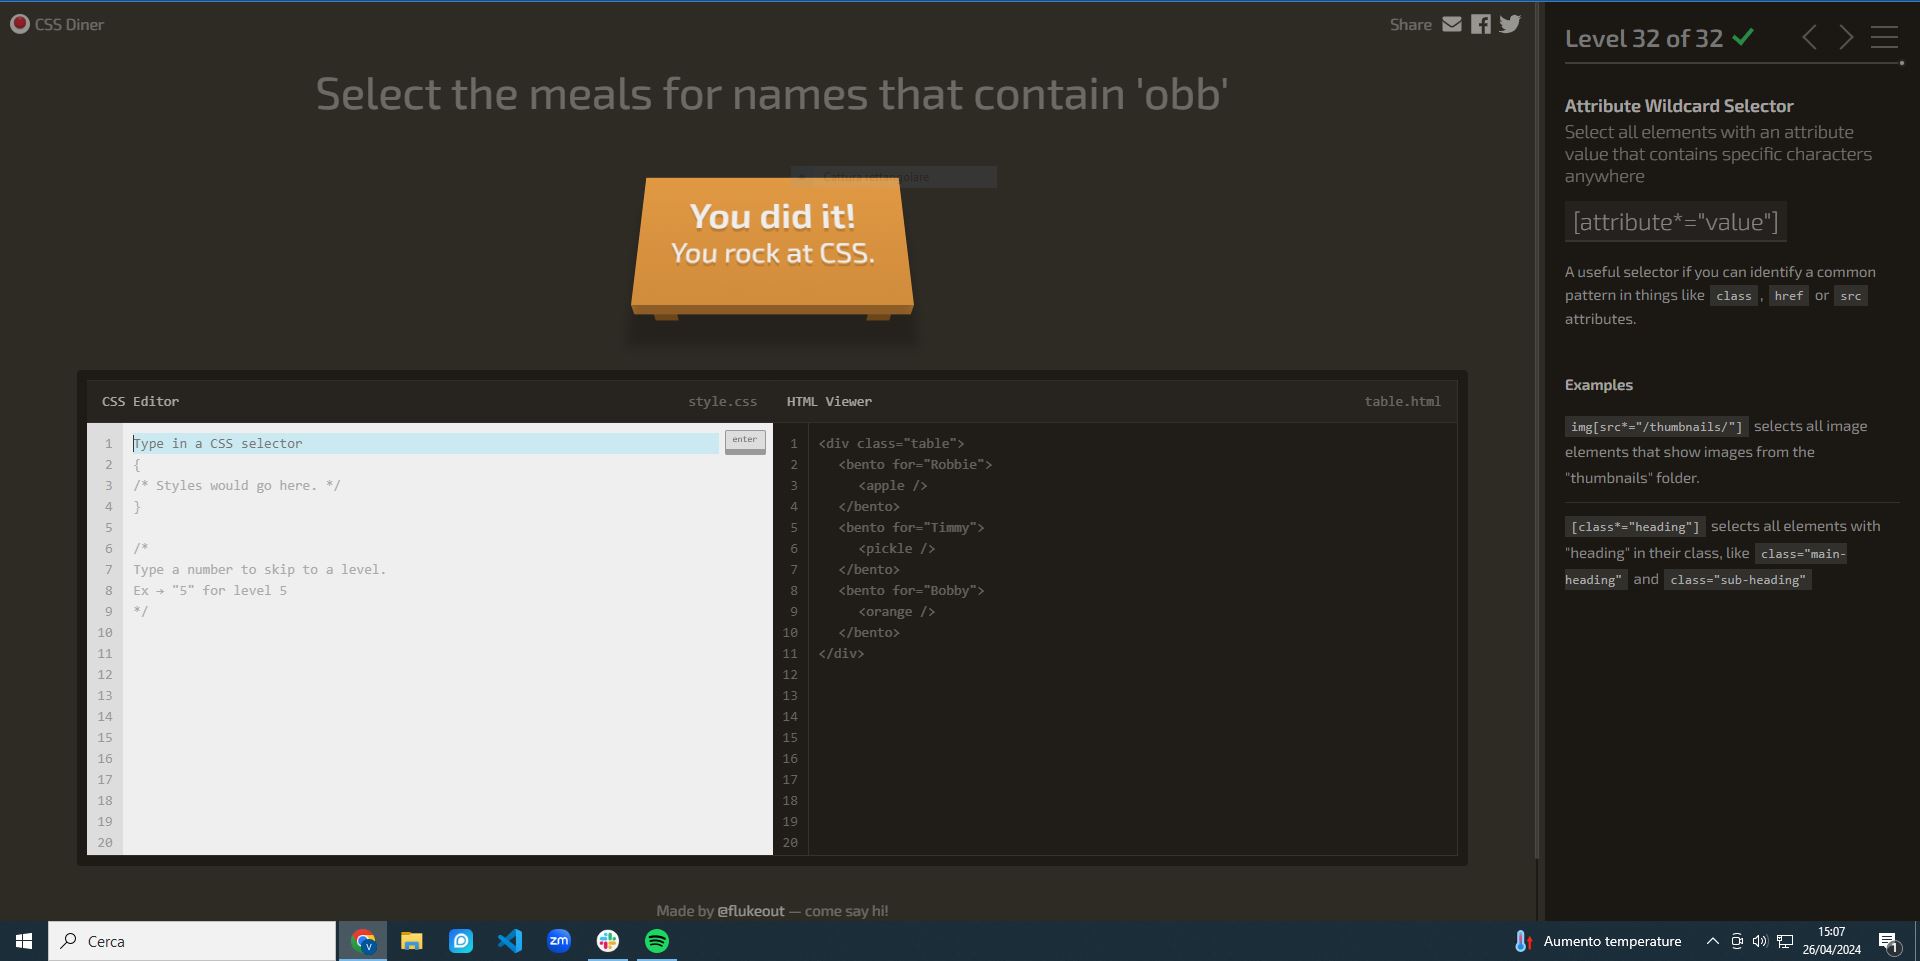 CSS Diner
Share
Select the meals for names that contain 'obb'
Cattura rettangolare
You did it!
You rock at CSS.
CSS Editor
style.css
HTML Viewer
table.html
1
2
3
4
5
6
7
8
9
10
11
12
13
14
15
16
17
18
19
20
Type in a CSS selector
enter
{
/* Styles would go here. */
}
/*
Type a number to skip to a level.
Ex → "5" for level 5
*/
1
2
3
4
5
6
7
8
9
10
11
12
13
14
15
16
17
18
19
20
<div class="table">
<bento for="Robbie">
<apple />
</bento>
<bento for="Timmy">
<pickle />
</bento>
<bento for="Bobby">
<orange />
</bento>
</div>
Made by @flukeout — come say hi!
Level 32 of 32
Attribute Wildcard Selector
Select all elements with an attribute
value that contains specific characters
anywhere
[attribute*="value"]
A useful selector if you can identify a common
pattern in things like class , href or src
attributes.
Examples
img[src*="/thumbnails/"] selects all image
elements that show images from the
"thumbnails" folder.
[class*="heading"] selects all elements with
"heading" in their class, like class="main-
heading" and class="sub-heading"
Cerca
V
zm
Aumento temperature
15:07
26/04/2024
1